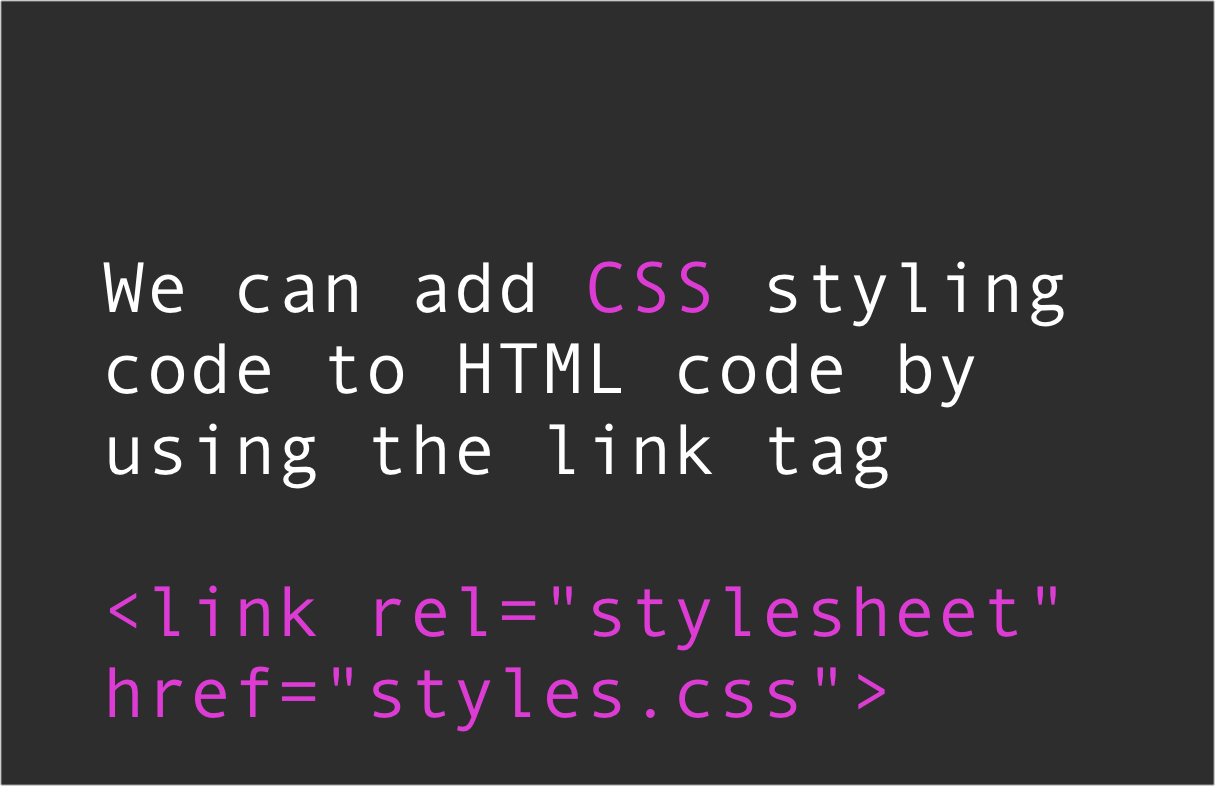 We can add CSS styling
code to HTML code by
using the link tag
<link rel="stylesheet"
href="styles.css">